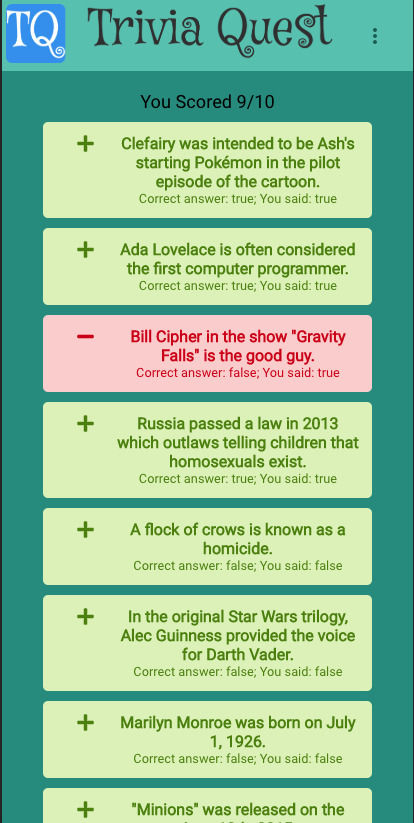 TQ Trivia Quest
You Scored 9/10
Clefairy was intended to be Ash's
starting Pokémon in the pilot
episode of the cartoon.
Correct answer: true; You said: true
Ada Lovelace is often considered
the first computer programmer.
Correct answer: true; You said: true
Bill Cipher in the show "Gravity
Falls" is the good guy.
Correct answer: false; You said: true
Russia passed a law in 2013
which outlaws telling children that
homosexuals exist.
Correct answer: true; You said: true
A flock of crows is known as a
homicide.
Correct answer: false; You said: false
In the original Star Wars trilogy,
Alec Guinness provided the voice
for Darth Vader.
Correct answer: false; You said: false
Marilyn Monroe was born on July
1, 1926.
Correct answer: false; You said: false
"Minions" was released on the